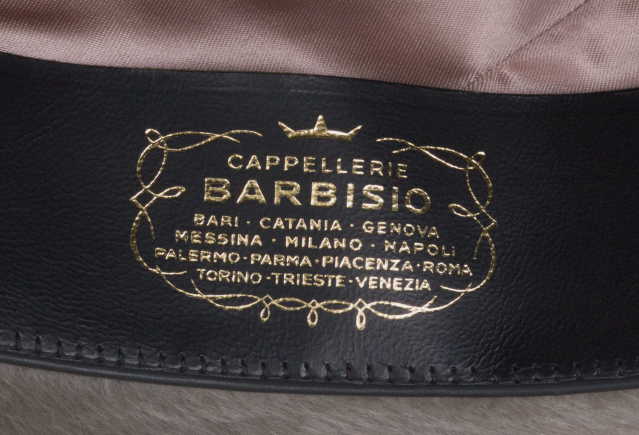 CAPPELLERIE
BARBISIO
BARI · CATANIA · GENOVA
MESSINA · MILANO · NAPOLI
PALERMO · PARMA · PIACENZA · ROMA
TORINO · TRIESTE · VENEZIA